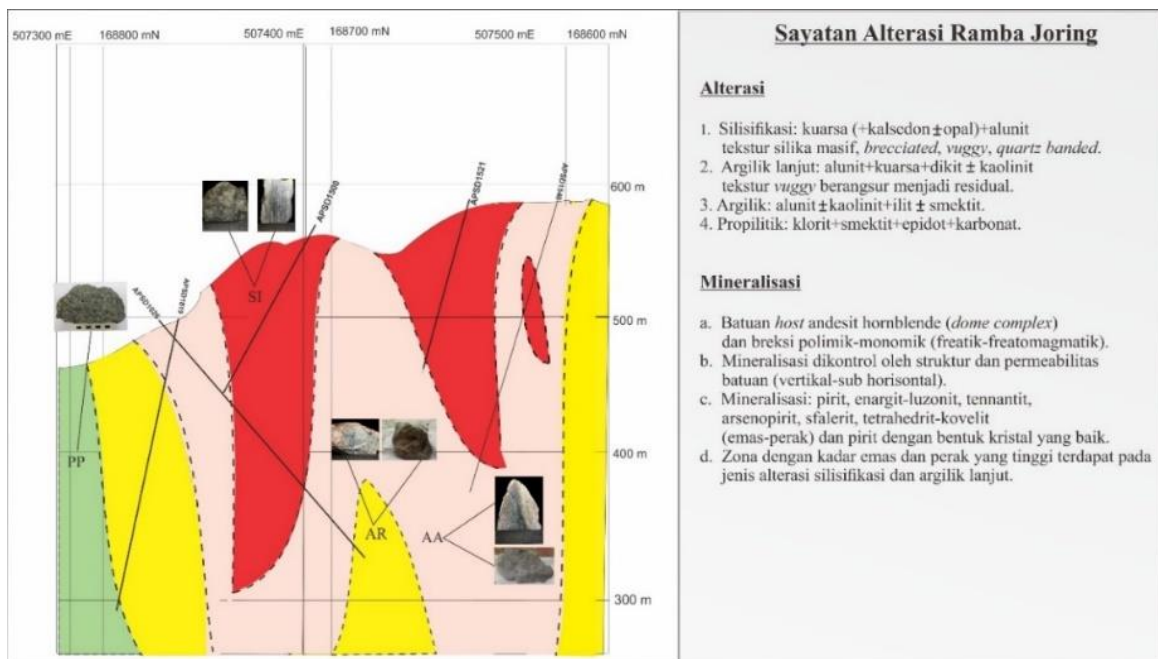 507300 mE
168800 mN
507400 mE
168700 mN
507500 mE
168600 mN
600 m
500 m
400 m
300 m
APSD1521
SI
PP
AR
AA
Sayatan Alterasi Ramba Joring
Alterasi
1. Silisifikasi: kuarsa (+kalsedon ± opal)+alunit
tekstur silika masif, brecciated, vuggy, quartz banded.
2. Argilik lanjut: alunit+kuarsa+dikit ± kaolinit
tekstur vuggy berangsur menjadi residual.
3. Argilik: alunit ± kaolinit+ilit ± smektit.
4. Propilitik: klorit+smektit+epidot+karbonat.
Mineralisasi
a. Batuan host andesit hornblende (dome complex)
dan breksi polimik-monomik (freatik-freatomagmatik).
b. Mineralisasi dikontrol oleh struktur dan permeabilitas
batuan (vertikal-sub horisontal).
c. Mineralisasi: pirit, enargit-luzonit, tennantit,
arsenopirit, sfalerit, tetrahedrit-kovelit
(emas-perak) dan pirit dengan bentuk kristal yang baik.
d. Zona dengan kadar emas dan perak yang tinggi terdapat pada
jenis alterasi silisifikasi dan argilik lanjut.